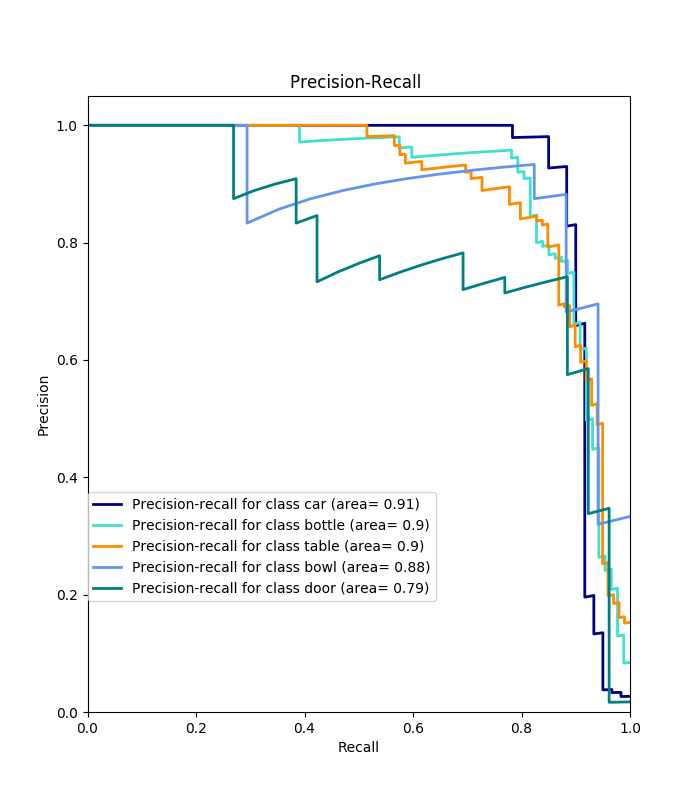 Precision-Recall
1.0
0.8
0.6
0.4
0.2
0.0
Precision
Precision-recall for class car (area= 0.91)
Precision-recall for class bottle (area= 0.9)
Precision-recall for class table (area= 0.9)
Precision-recall for class bowl (area= 0.88)
Precision-recall for class door (area= 0.79)
0.0 0.2 0.4 0.6 0.8 1.0
Recall